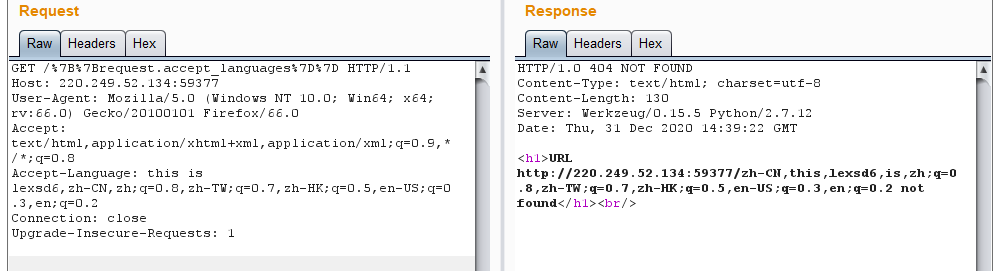 Request
Raw Headers Hex
GET /%7B%7Brequest.accept_languages%7D%7D HTTP/1.1
Host: 220.249.52.134:59377
User-Agent: Mozilla/5.0 (Windows NT 10.0; Win64; x64;
rv:66.0) Gecko/20100101 Firefox/66.0
Accept:
text/html,application/xhtml+xml,application/xml;q=0.9,*
/*;q=0.8
Accept-Language: this is
lexsd6,zh-CN,zh;q=0.8,zh-TW;q=0.7,zh-HK;q=0.5,en-US;q=0
.3,en;q=0.2
Connection: close
Upgrade-Insecure-Requests: 1
Response
Raw Headers Hex
HTTP/1.0 404 NOT FOUND
Content-Type: text/html; charset=utf-8
Content-Length: 130
Server: Werkzeug/0.15.5 Python/2.7.12
Date: Thu, 31 Dec 2020 14:39:22 GMT
<h1>URL
http://220.249.52.134:59377/zh-CN,this,lexsd6,is,zh;q=0
.8,zh-TW;q=0.7,zh-HK;q=0.5,en-US;q=0.3,en;q=0.2 not
found</h1><br/>